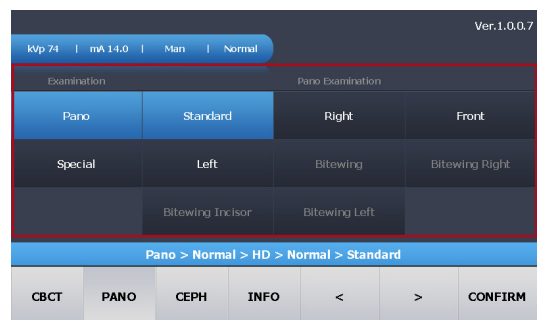 Ver.1.0.0.7
kVp 74 | mA 14.0 | Man | Normal
Examination Pano Examination
Pano Standard Right Front
Special Left Bitewing Bitewing Right
Bitewing Incisor Bitewing Left
Pano > Normal > HD > Normal > Standard
CBCT PANO CEPH INFO < > CONFIRM